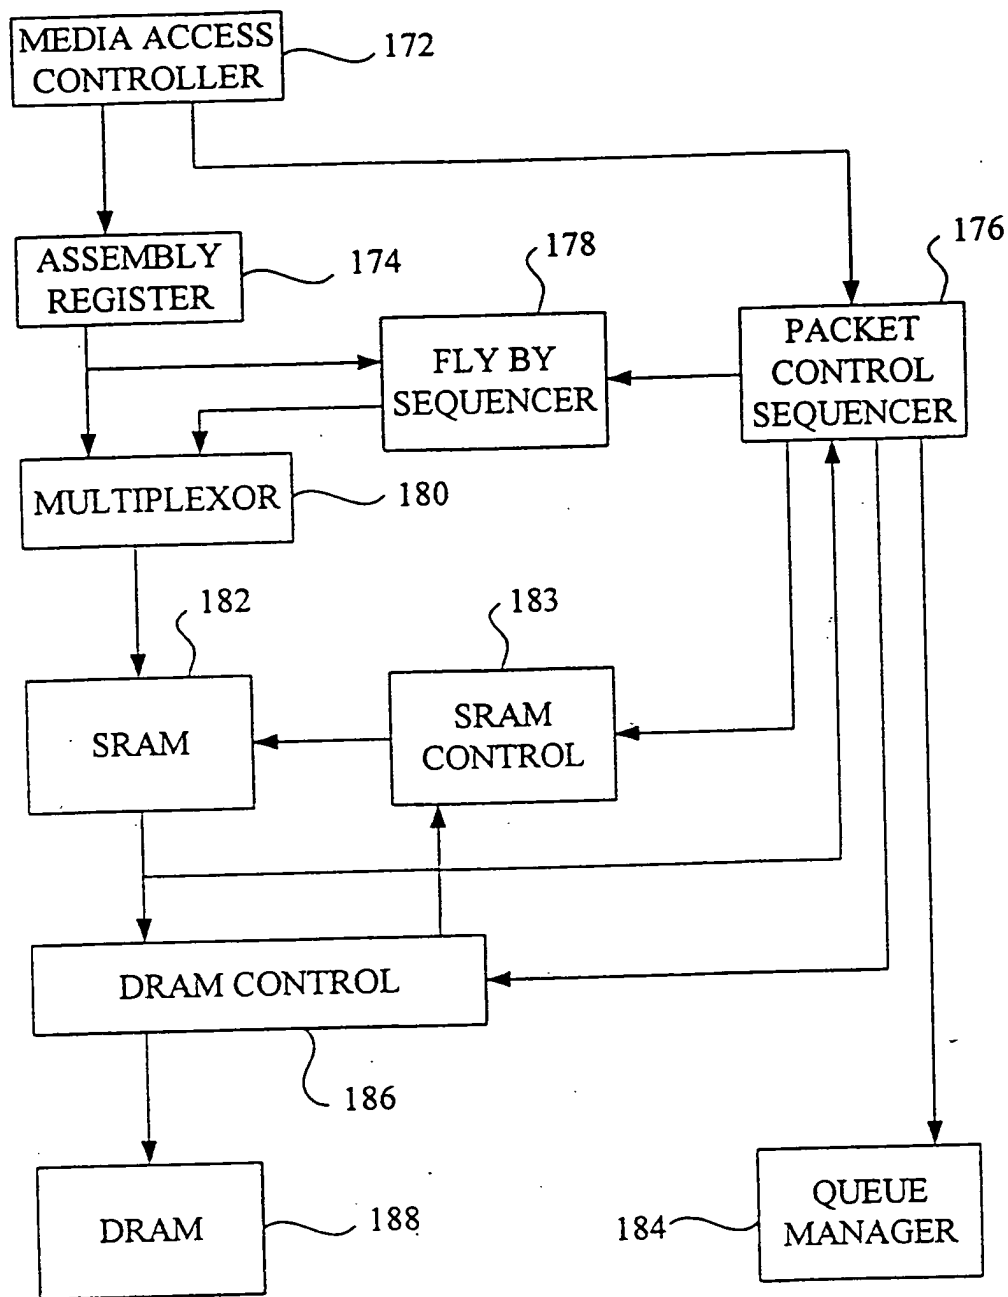 MEDIA ACCESS
CONTROLLER
172
ASSEMBLY
REGISTER
174
178
176
FLY BY
SEQUENCER
PACKET
CONTROL
SEQUENCER
MULTIPLEXOR
180
182
183
SRAM
SRAM
CONTROL
DRAM CONTROL
186
DRAM
188
184
QUEUE
MANAGER